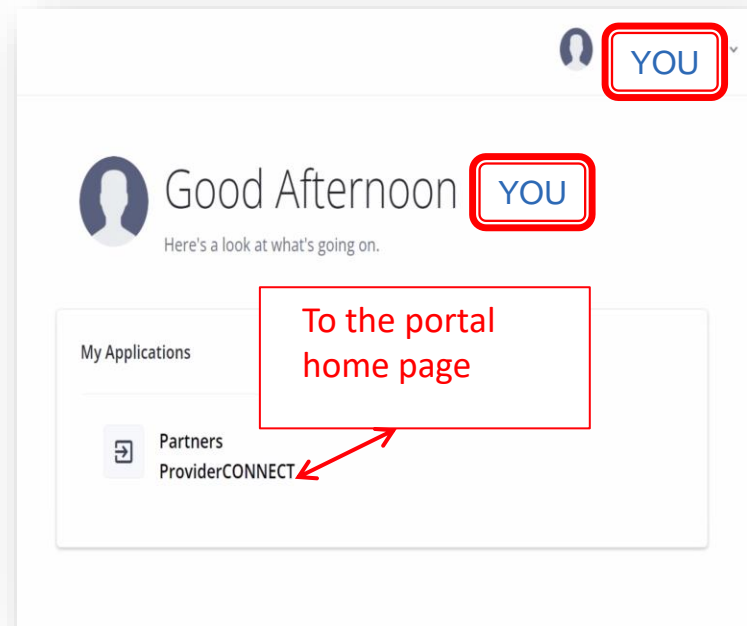 YOU
Good Afternoon YOU
Here's a look at what's going on.
To the portal
home page
My Applications
Partners
ProviderCONNECT